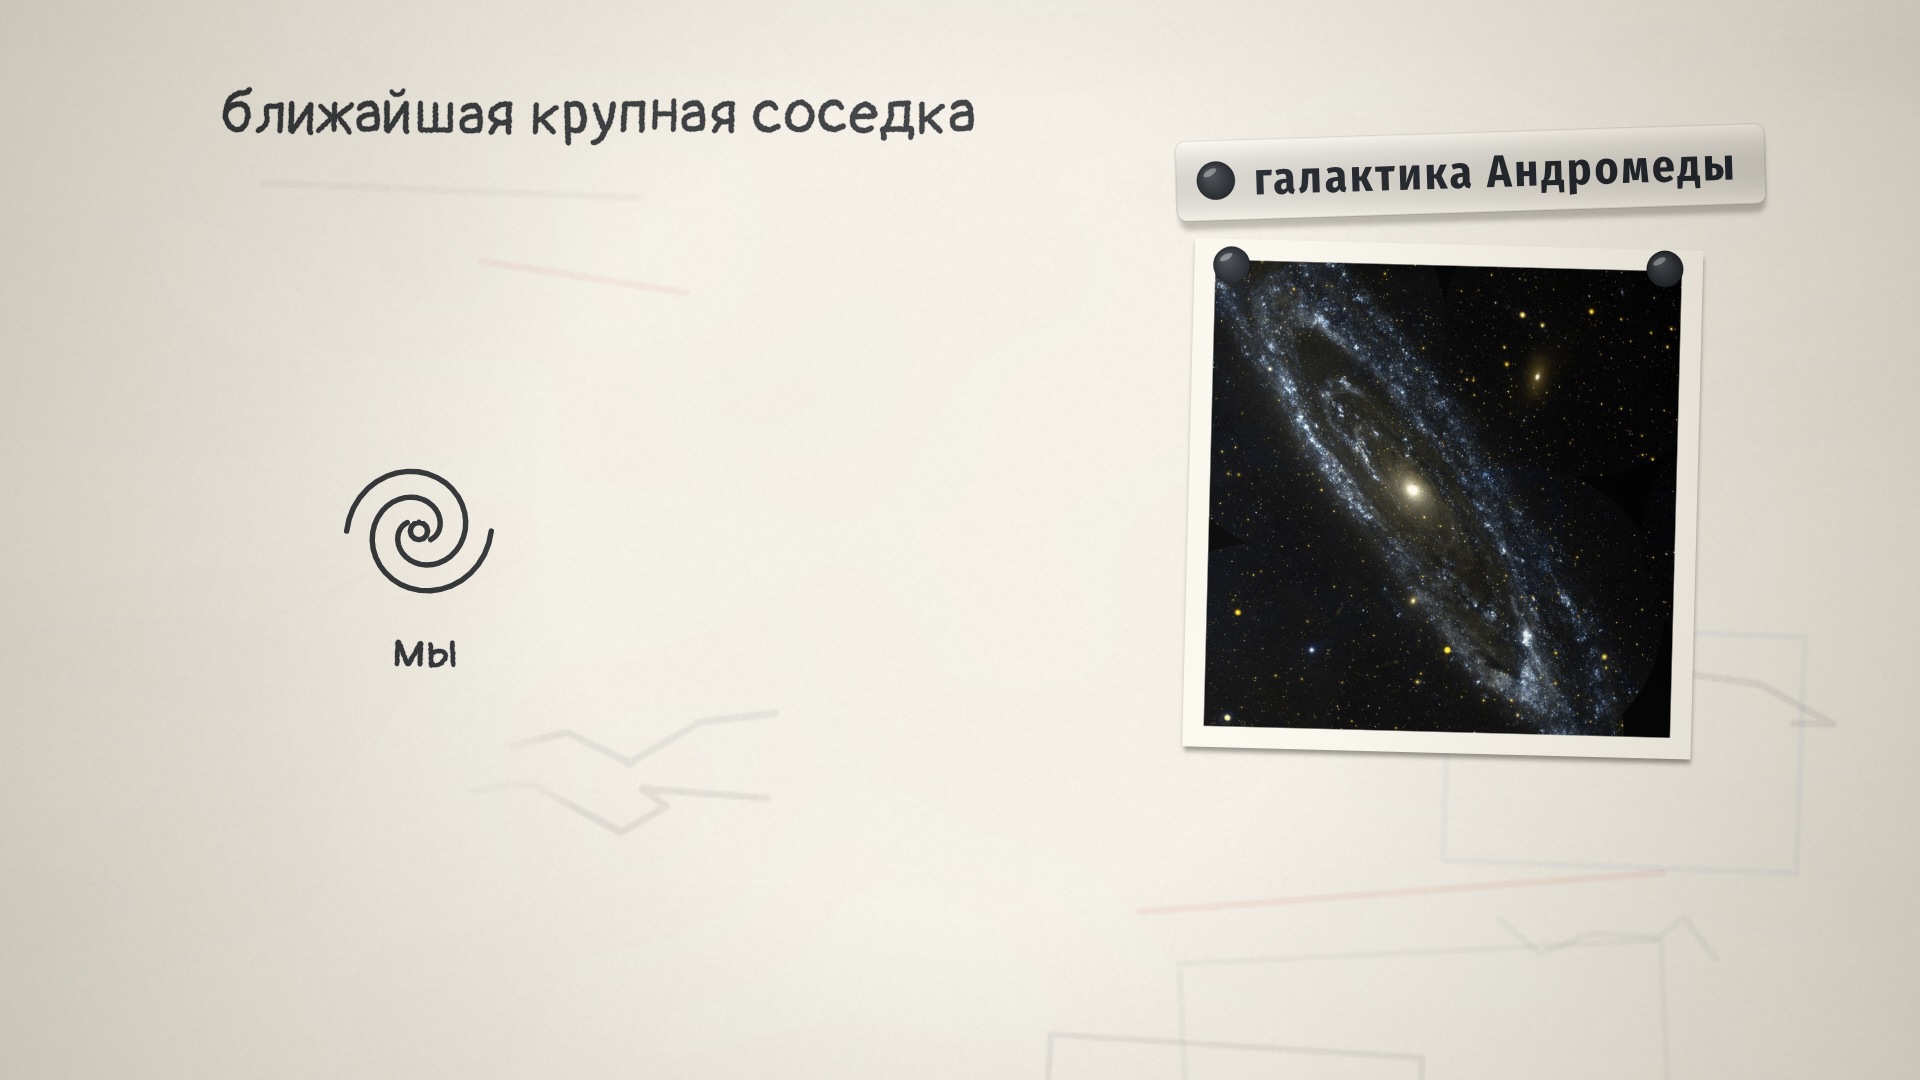 ближайшая крупная соседка
галактика Андромеды
мы